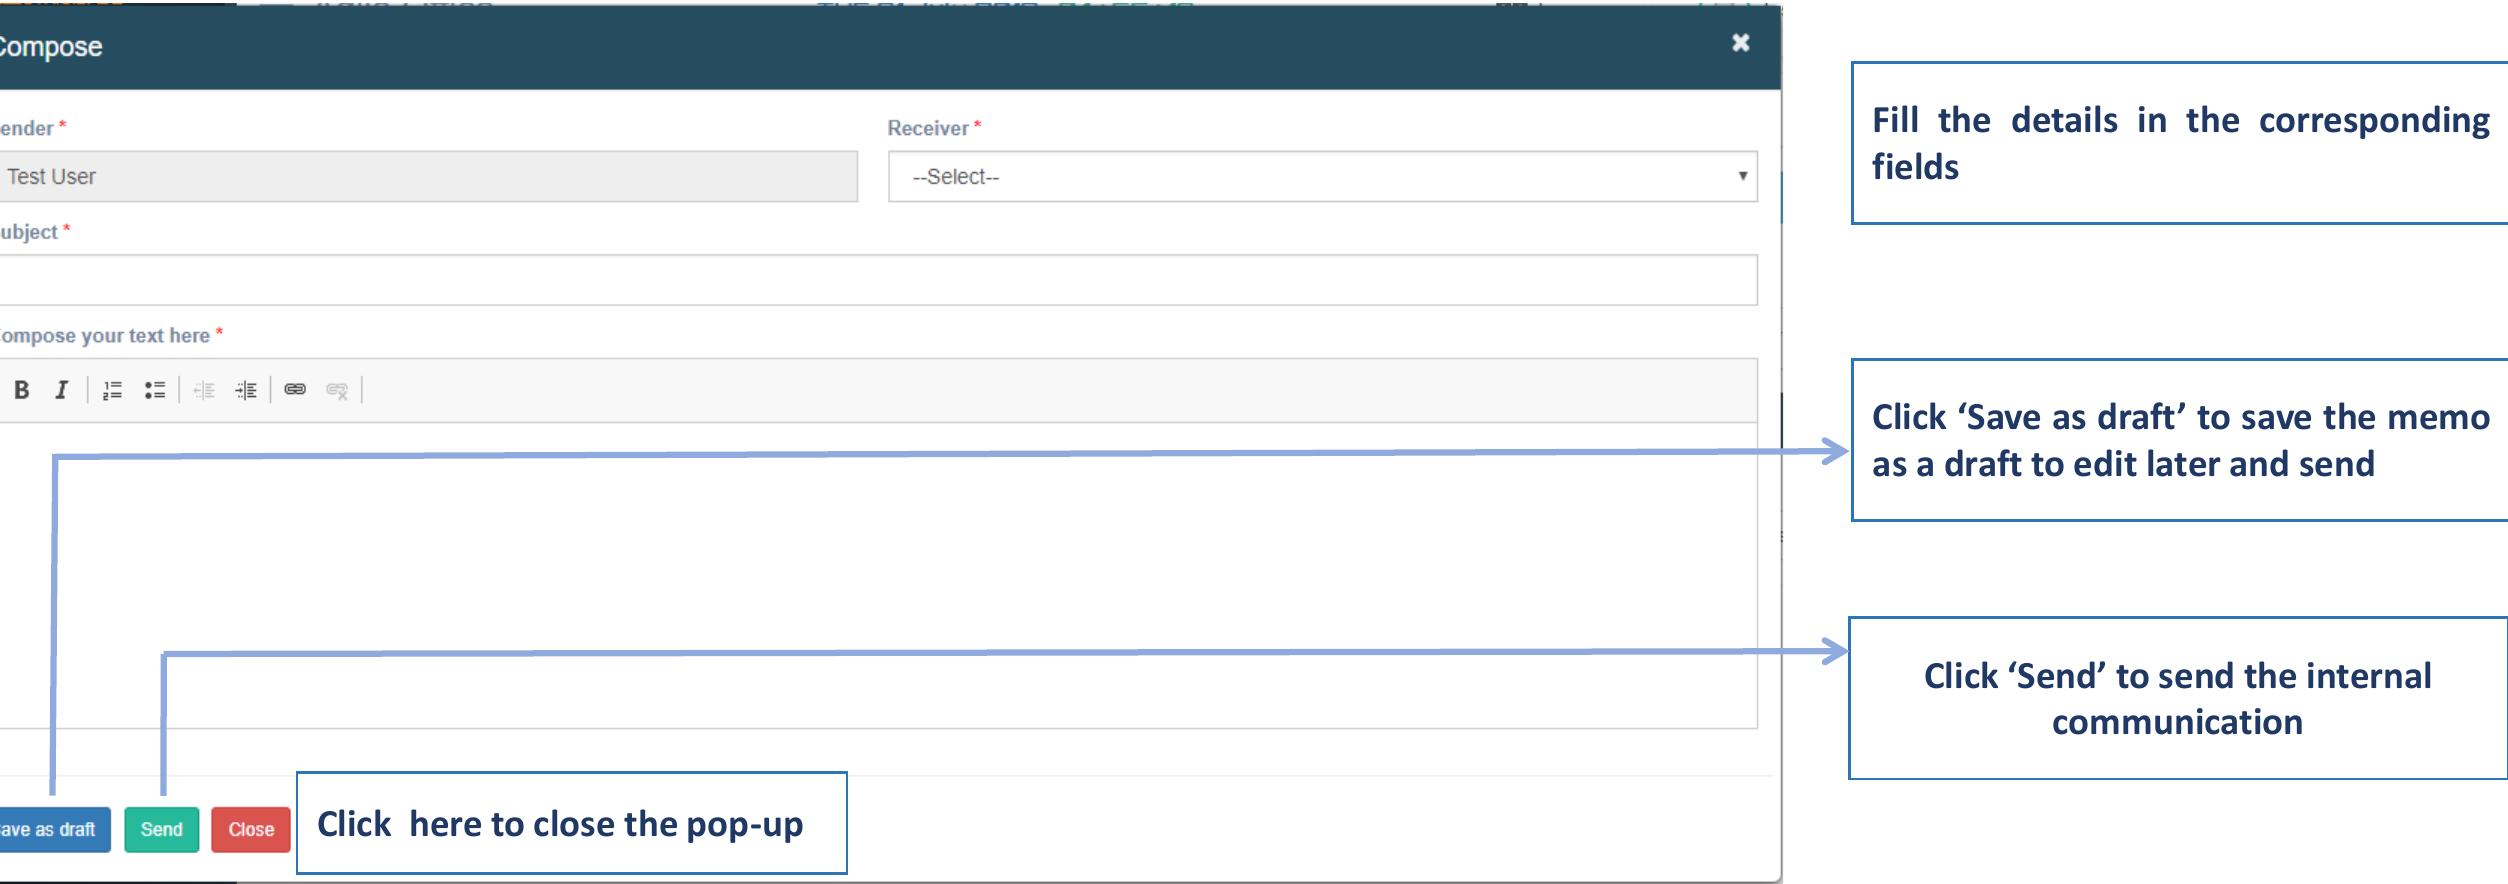 Compose
ender *
Receiver *
Test User
--Select--
ubject *
ompose your text here *
B I
Save as draft
Send
Close
Click here to close the pop-up
Fill the details in the corresponding
fields
Click ‘Save as draft’ to save the memo
as a draft to edit later and send
Click ‘Send’ to send the internal
communication